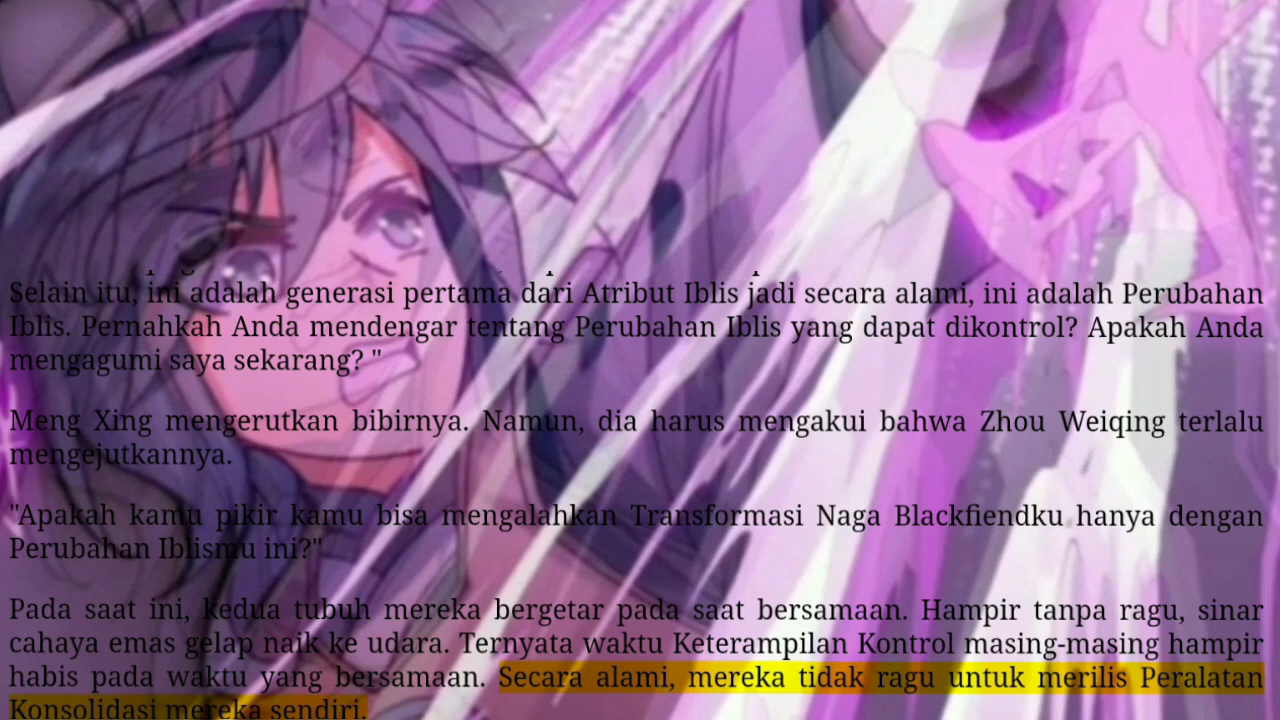 Selain itu, ini adalah generasi pertama dari Atribut Iblis jadi secara alami, ini adalah Perubahan
Iblis. Pernahkah Anda mendengar tentang Perubahan Iblis yang dapat dikontrol? Apakah Anda
mengagumi saya sekarang? "
Meng Xing mengerutkan bibirnya. Namun, dia harus mengakui bahwa Zhou Weiqing terlalu
mengejutkannya.
"Apakah kamu pikir kamu bisa mengalahkan Transformasi Naga Blackfiendku hanya dengan
Perubahan Iblismu ini?"
Pada saat ini, kedua tubuh mereka bergetar pada saat bersamaan. Hampir tanpa ragu, sinar
cahaya emas gelap naik ke udara. Ternyata waktu Keterampilan Kontrol masing-masing hampir
habis pada waktu yang bersamaan. Secara alami, mereka tidak ragu untuk merilis Peralatan
Konsolidasi mereka sendiri.